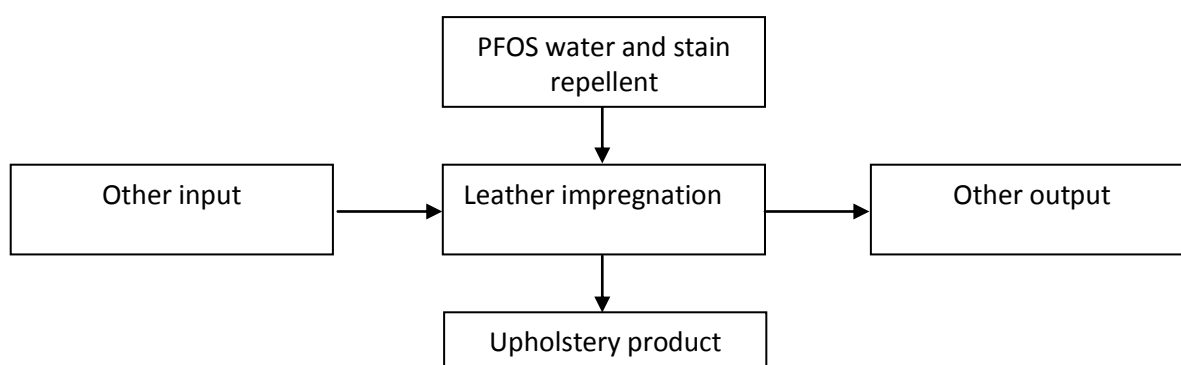 PFOS water and stain
repellent
Other input
Leather impregnation
Other output
Upholstery product